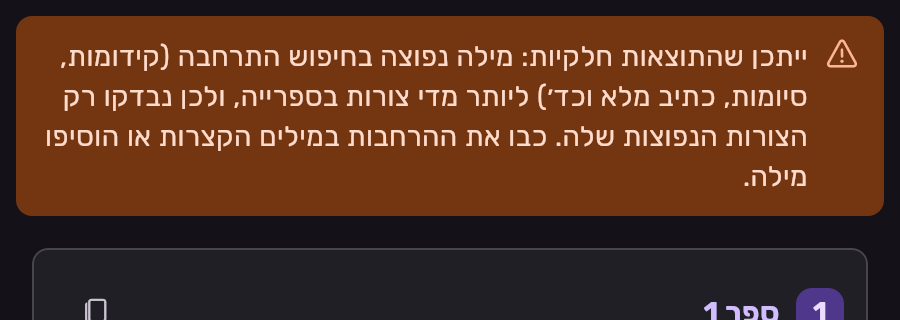 ייתכן שהתוצאות חלקיות: מילה נפוצה בחיפוש התרחבה (קידומות,
סיומות, כתיב מלא וכד׳) ליותר מדי צורות בספרייה, ולכן נבדקו רק
הצורות הנפוצות שלה. כבו את ההרחבות במילים הקצרות או הוסיפו
מילה.
1 ספר 1